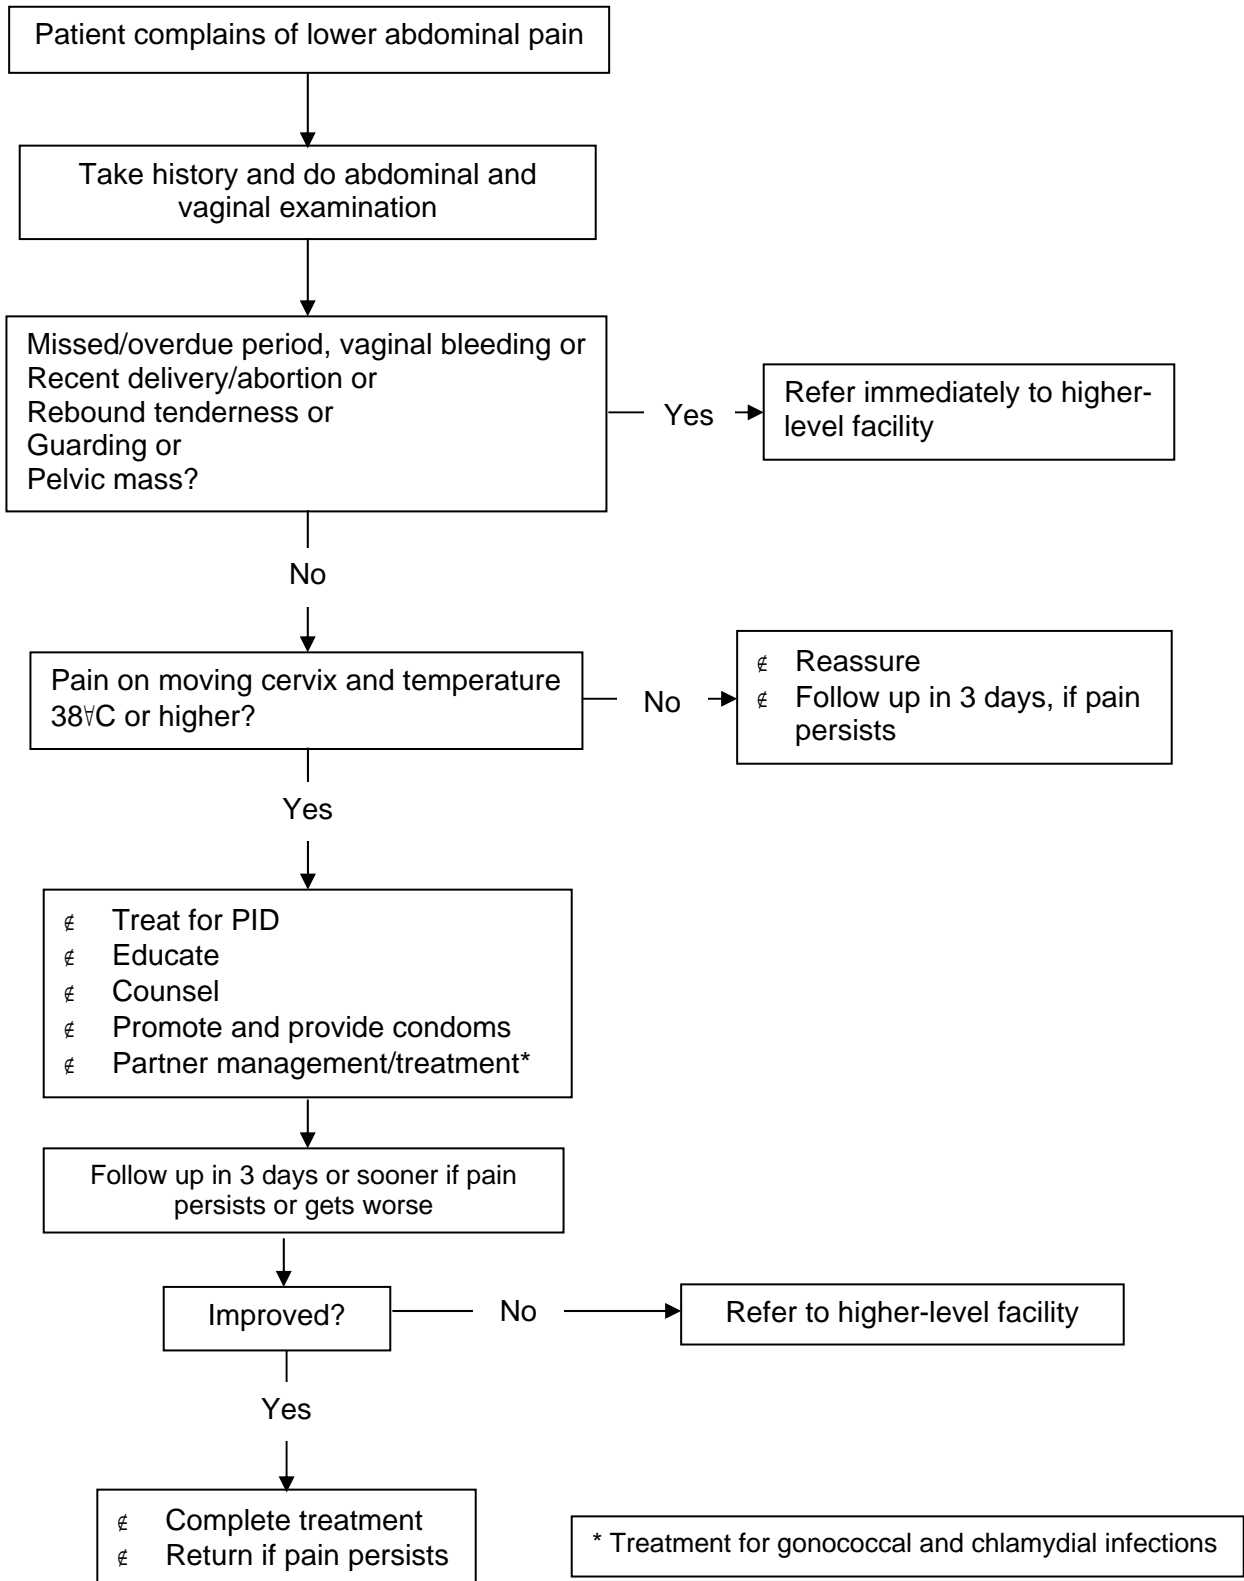 Patient complains of lower abdominal pain
Take history and do abdominal and
vaginal examination
Missed/overdue period, vaginal bleeding or
Recent delivery/abortion or
Rebound tenderness or
Guarding or
Pelvic mass?
Yes
Refer immediately to higher-
level facility
No
Pain on moving cervix and temperature
38∀C or higher?
No
∉ Reassure
∉ Follow up in 3 days, if pain
persists
Yes
∉ Treat for PID
∉ Educate
∉ Counsel
∉ Promote and provide condoms
∉ Partner management/treatment*
Follow up in 3 days or sooner if pain
persists or gets worse
Improved?
No
Refer to higher-level facility
Yes
∉ Complete treatment
∉ Return if pain persists
* Treatment for gonococcal and chlamydial infections